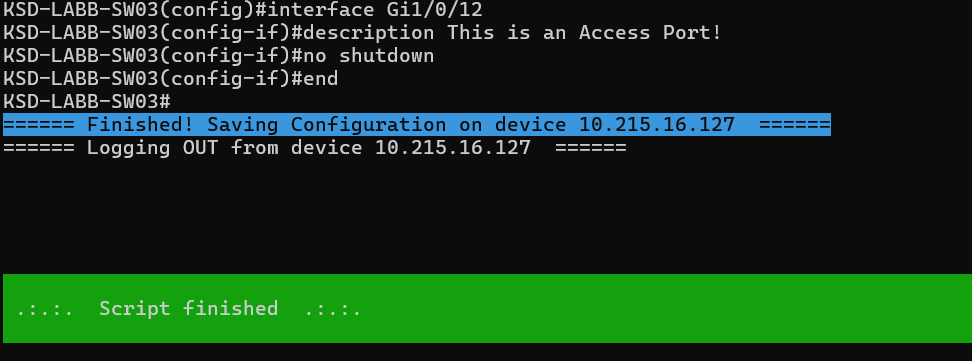 KSD-LABB-SW03(config)#interface Gi1/0/12
KSD-LABB-SW03(config-if)#description This is an Access Port!
KSD-LABB-SW03(config-if)#no shutdown
KSD-LABB-SW03(config-if)#end
KSD-LABB-SW03#
====== Finished! Saving Configuration on device 10.215.16.127  ======
====== Logging OUT from device 10.215.16.127  ======
.:.:.  Script finished  .:.:.